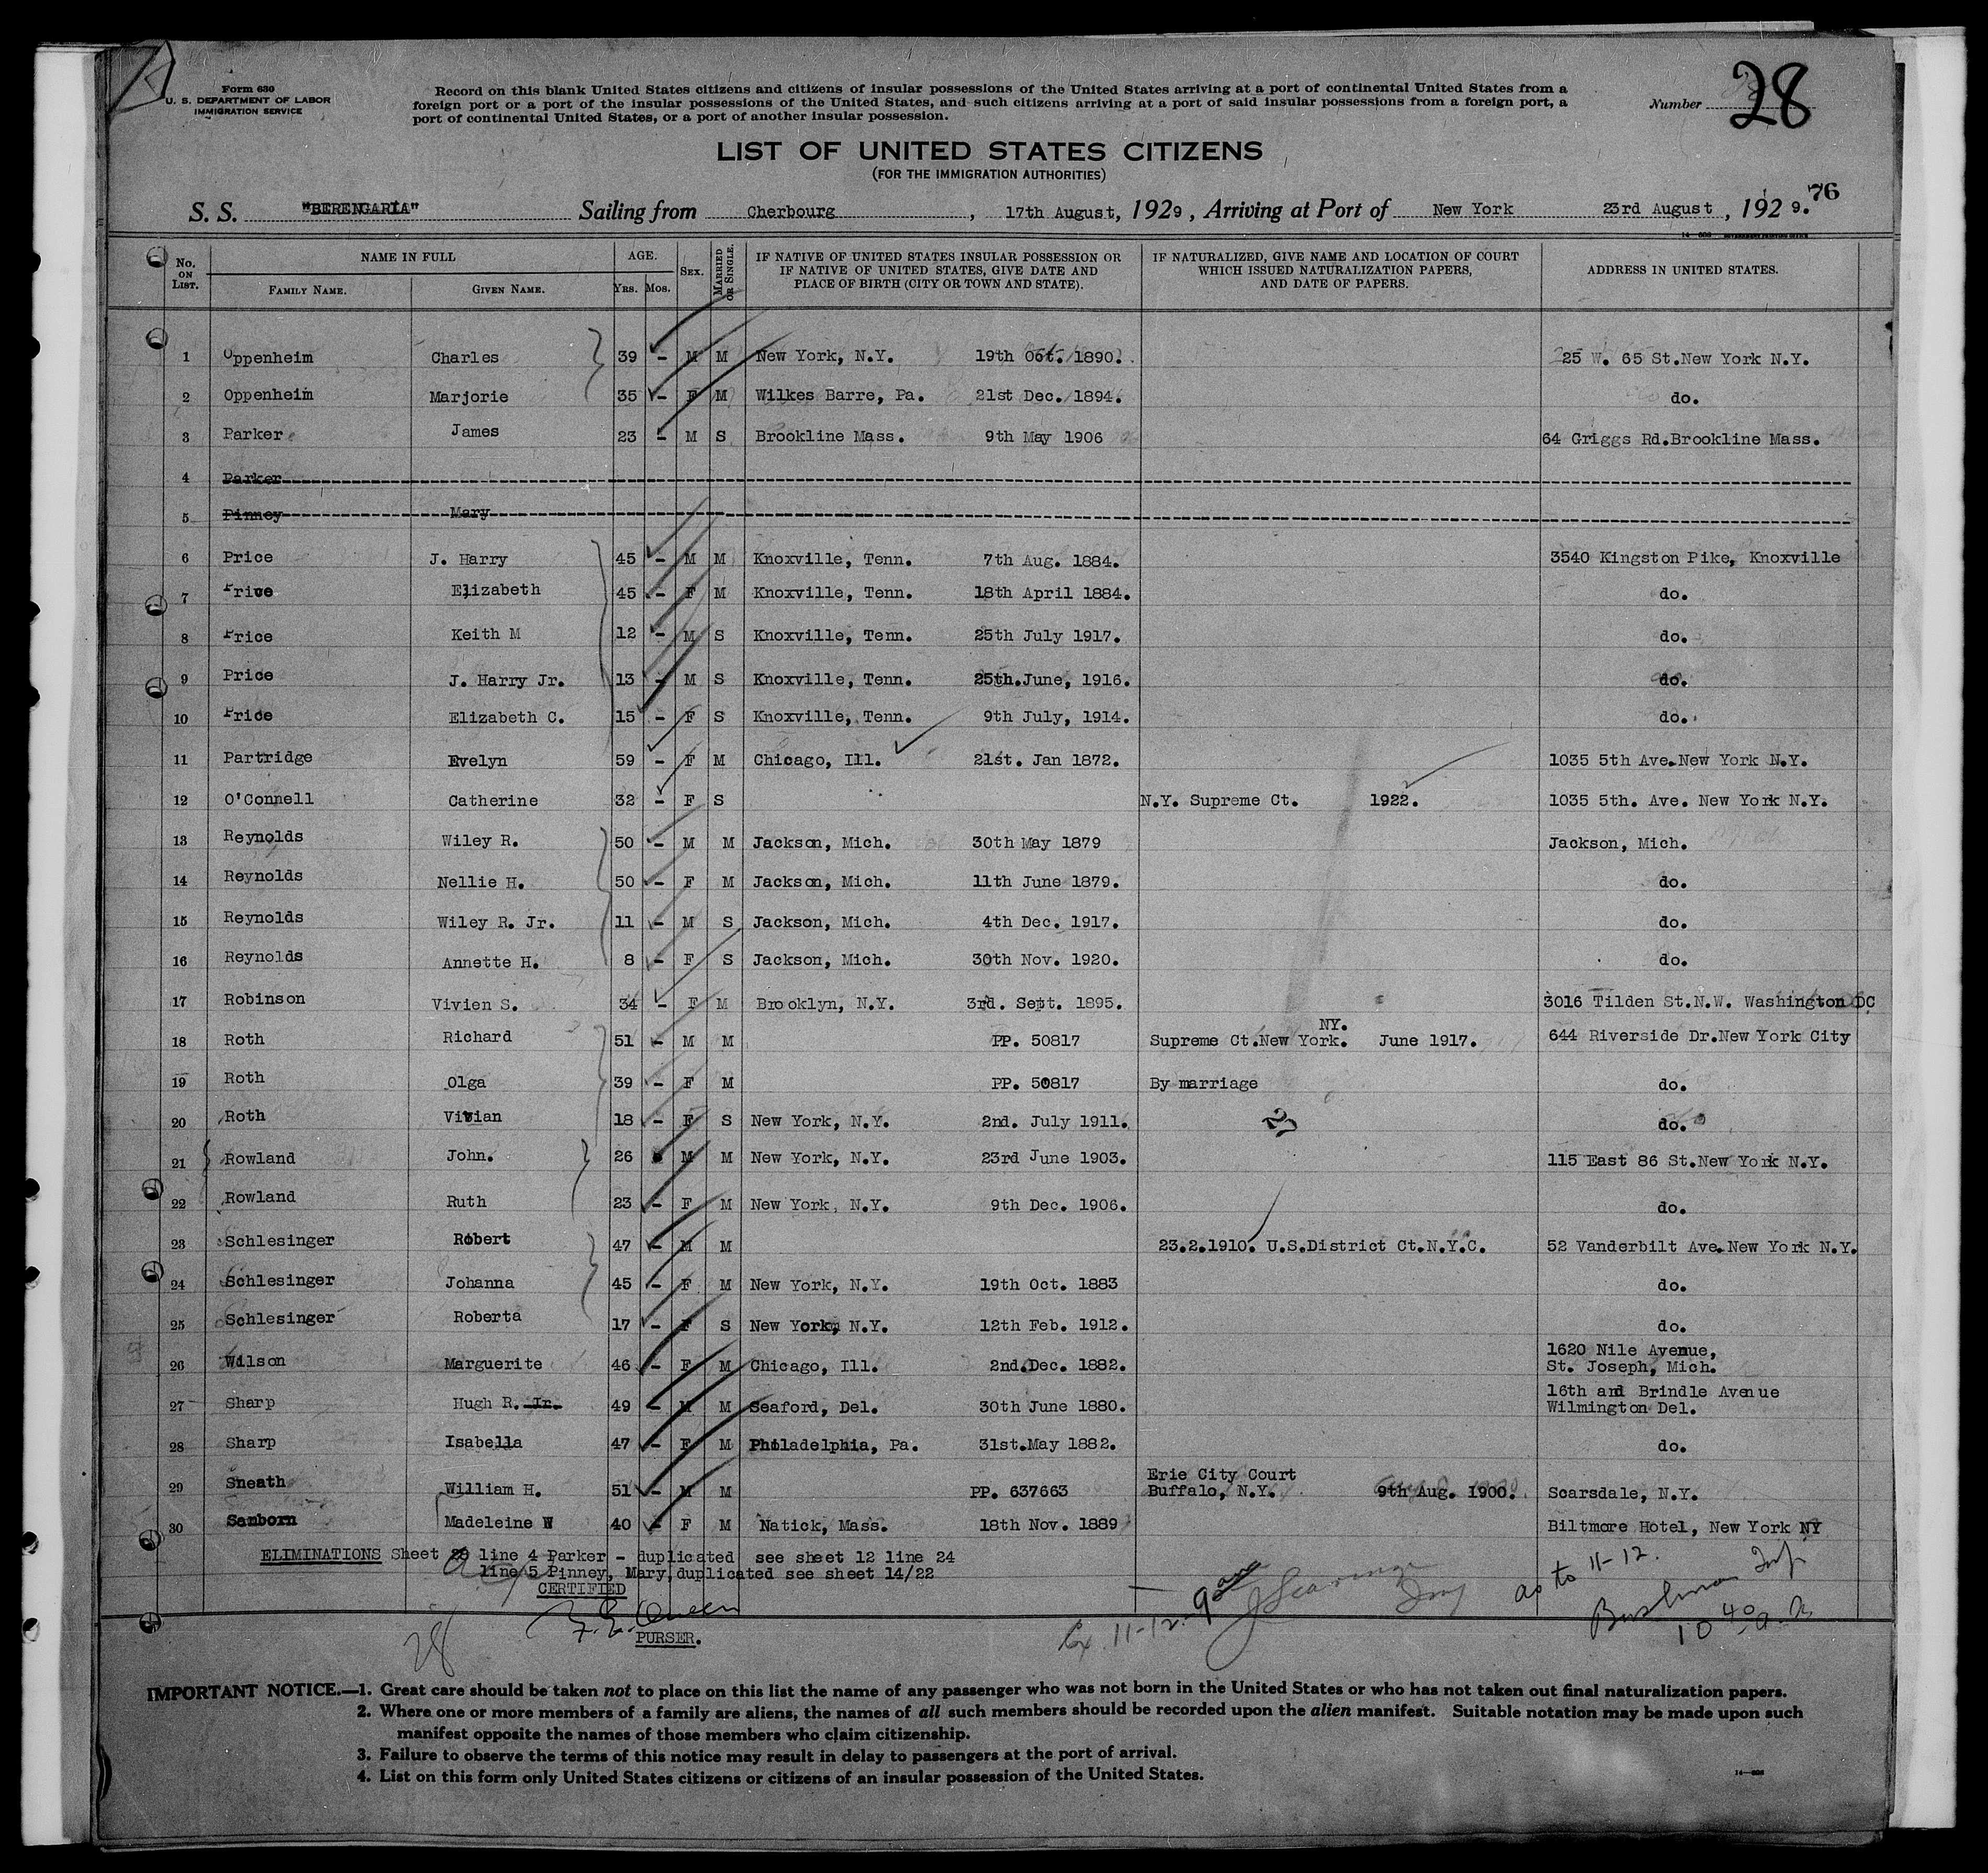 Form 630
U. S. DEPARTMENT OF LABOR
IMMIGRATION SERVICE
Record on this blank United States citizens and citizens of insular possessions of the United States arriving at a port of continental United States from a
foreign port or a port of the insular possessions of the United States, and such citizens arriving at a port of said insular possessions from a foreign port, a
port of continental United States, or a port of another insular possession.
Number 28
LIST OF UNITED STATES CITIZENS
(FOR THE IMMIGRATION AUTHORITIES)
S. S. "BERENGARIA" Sailing from Cherbourg, 17th August, 1929, Arriving at Port of New York 23rd August, 1929.
76
No. ON LIST. NAME IN FULL FAMILY NAME. GIVEN NAME. AGE. YRS. MOS. SEX. MARRIED OR SINGLE. IF NATIVE OF UNITED STATES INSULAR POSSESSION OR IF NATIVE OF UNITED STATES, GIVE DATE AND PLACE OF BIRTH (CITY OR TOWN AND STATE). IF NATURALIZED, GIVE NAME AND LOCATION OF COURT WHICH ISSUED NATURALIZATION PAPERS, AND DATE OF PAPERS. ADDRESS IN UNITED STATES.
1 Oppenheim Charles 39 - M M New York, N.Y. 19th Oct. 1890. 25 W. 65 St.New York N.Y.
2 Oppenheim Marjorie 35 - F M Wilkes Barre, Pa. 21st Dec. 1894. do.
3 Parker James 23 - M S Brookline Mass. 9th May 1906 64 Griggs Rd.Brookline Mass.
4 Parker
5 Pinney Mary
6 Price J. Harry 45 - M M Knoxville, Tenn. 7th Aug. 1884. 3540 Kingston Pike, Knoxville
7 Price Elizabeth 45 - F M Knoxville, Tenn. 18th April 1884. do.
8 Price Keith M 12 - M S Knoxville, Tenn. 25th July 1917. do.
9 Price J. Harry Jr. 13 - M S Knoxville, Tenn. 25th.June, 1916. do.
10 Price Elizabeth C. 15 - F S Knoxville, Tenn. 9th July, 1914. do.
11 Partridge Evelyn 59 - F M Chicago, Ill. 21st. Jan 1872. 1035 5th Ave.New York N.Y.
12 O'Connell Catherine 32 - F S N.Y. Supreme Ct. 1922. 1035 5th. Ave. New York N.Y.
13 Reynolds Wiley R. 50 - M M Jackson, Mich. 30th May 1879 Jackson, Mich.
14 Reynolds Nellie H. 50 - F M Jackson, Mich. 11th June 1879. do.
15 Reynolds Wiley R. Jr. 11 - M S Jackson, Mich. 4th Dec. 1917. do.
16 Reynolds Annette H. 8 - F S Jackson, Mich. 30th Nov. 1920. do.
17 Robinson Vivien S. 34 - F M Brooklyn, N.Y. 3rd. Sept. 1895. 3016 Tilden St.N.W. Washington DC
18 Roth Richard 51 - M M PP. 50817 Supreme Ct.New York. NY. June 1917. 644 Riverside Dr.New York City
19 Roth Olga 39 - F M PP. 50817 By marriage do.
20 Roth Vivian 18 - F S New York, N.Y. 2nd. July 1911. do.
21 Rowland John. 26 M M New York, N.Y. 23rd June 1903. 115 East 86 St.New York N.Y.
22 Rowland Ruth 23 - F M New York, N.Y. 9th Dec. 1906. do.
23 Schlesinger Robert 47 - M M 23.2.1910. U.S.District Ct.N.Y.C. 52 Vanderbilt Ave.New York N.Y.
24 Schlesinger Johanna 45 - F M New York, N.Y. 19th Oct. 1883 do.
25 Schlesinger Roberta 17 - F S New York, N.Y. 12th Feb. 1912. do.
26 Wilson Marguerite 46 - F M Chicago, Ill. 2nd.Dec. 1882. 1620 Nile Avenue, St. Joseph, Mich.
27 Sharp Hugh R. Jr. 49 - M M Seaford, Del. 30th June 1880. 16th and Brindle Avenue Wilmington Del.
28 Sharp Isabella 47 - F M Philadelphia, Pa. 31st.May 1882. do.
29 Sneath William H. 51 - M M PP. 637663 Erie City Court Buffalo, N.Y. 9th Aug. 1900. Scarsdale, N.Y.
30 Sanborn Madeleine W 40 - F M Natick, Mass. 18th Nov. 1889 Biltmore Hotel, New York NY
ELIMINATIONS Sheet 29 line 4 Parker - duplicated see sheet 12 line 24
line 5 Pinney, Mary,duplicated see sheet 14/22
CERTIFIED
PURSER.
28
11-12. 9 am
as to 11-12.
10 40 a.m
IMPORTANT NOTICE.—1. Great care should be taken not to place on this list the name of any passenger who was not born in the United States or who has not taken out final naturalization papers.
2. Where one or more members of a family are aliens, the names of all such members should be recorded upon the alien manifest. Suitable notation may be made upon such
manifest opposite the names of those members who claim citizenship.
3. Failure to observe the terms of this notice may result in delay to passengers at the port of arrival.
4. List on this form only United States citizens or citizens of an insular possession of the United States.